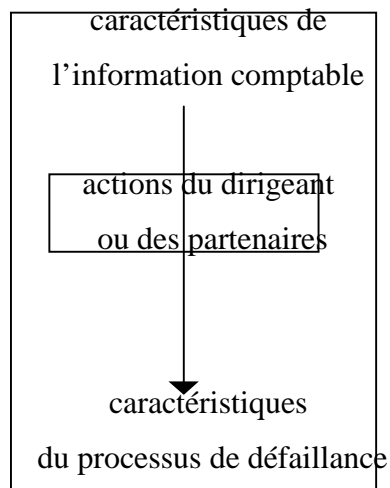 caractéristiques de
l’information comptable
actions du dirigeant
ou des partenaires
caractéristiques
du processus de défaillance